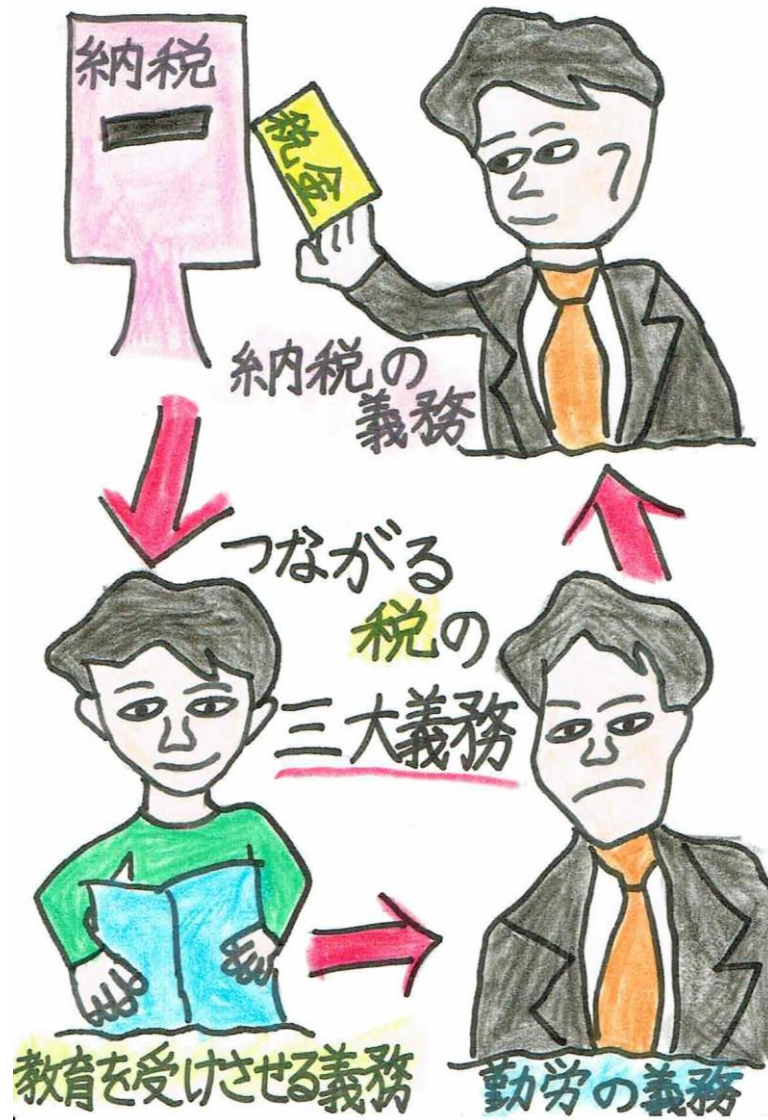 納税
税金
納税の
義務
つながる
税の
三大義務
教育を受けさせる義務
勤労の義務